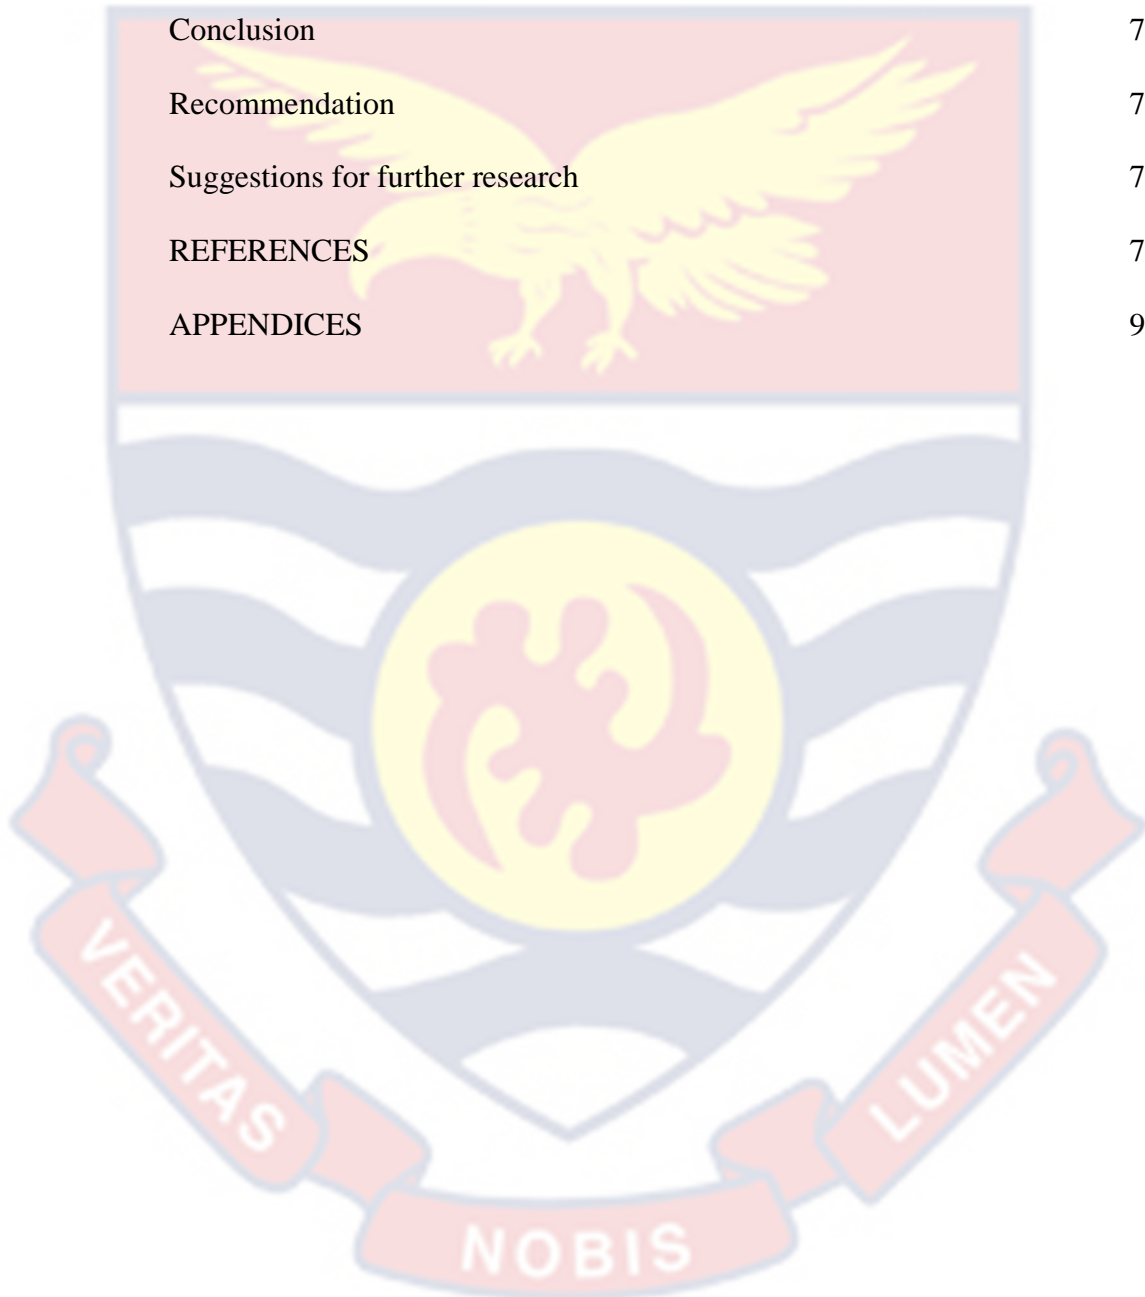 Conclusion 7
Recommendation 7
Suggestions for further research 7
REFERENCES 7
APPENDICES 9
VERITAS
NOBIS
LUMEN